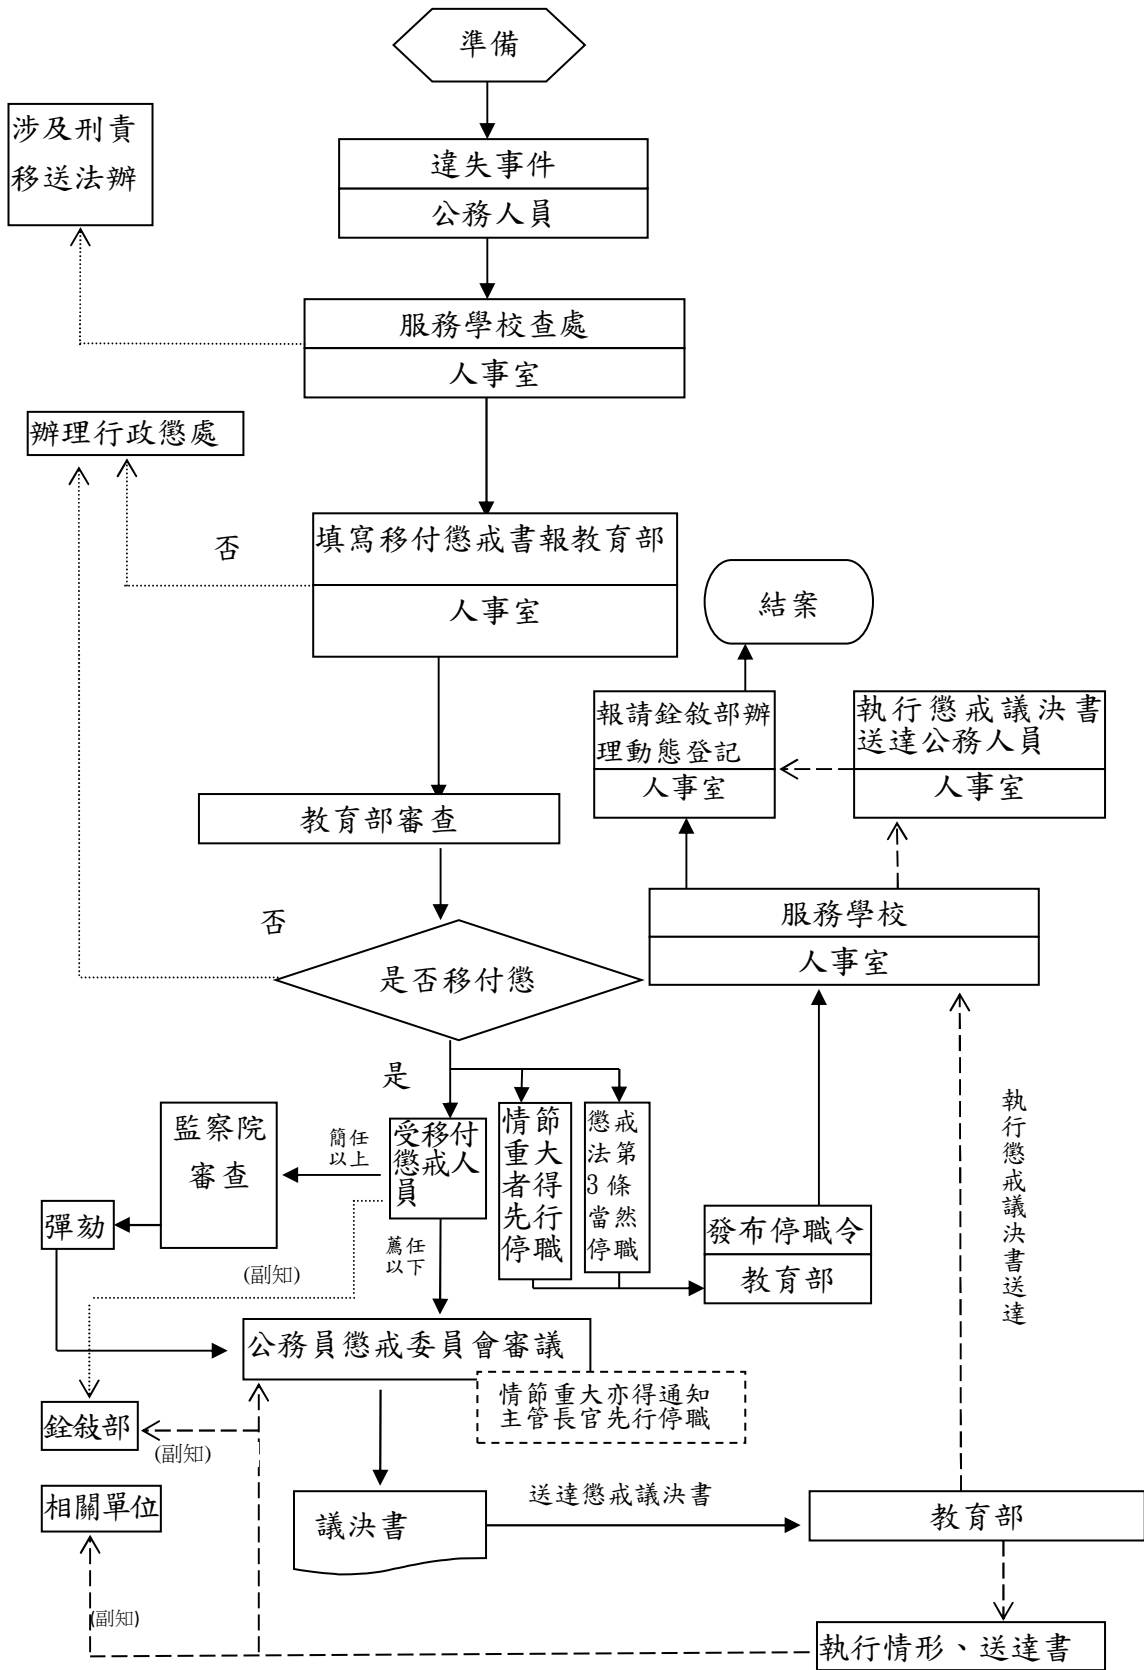 準備
涉及刑責
移送法辦
違失事件
公務人員
服務學校查處
人事室
辦理行政懲處
否
填寫移付懲戒書報教育部
人事室
結案
報請銓敘部辦
理動態登記
人事室
執行懲戒議決書
送達公務人員
人事室
教育部審查
否
服務學校
人事室
是否移付懲
是
監察院
審查
簡任
以上
受移付
懲戒人
員
情節
重大
者得
先行
停職
懲戒
法第
3條
當然
停職
執行懲戒議決書送達
彈劾
發布停職令
教育部
薦任
以下
(副知)
公務員懲戒委員會審議
情節重大亦得通知
主管長官先行停職
銓敍部
(副知)
相關單位
議決書
送達懲戒議決書
教育部
(副知)
執行情形、送達書